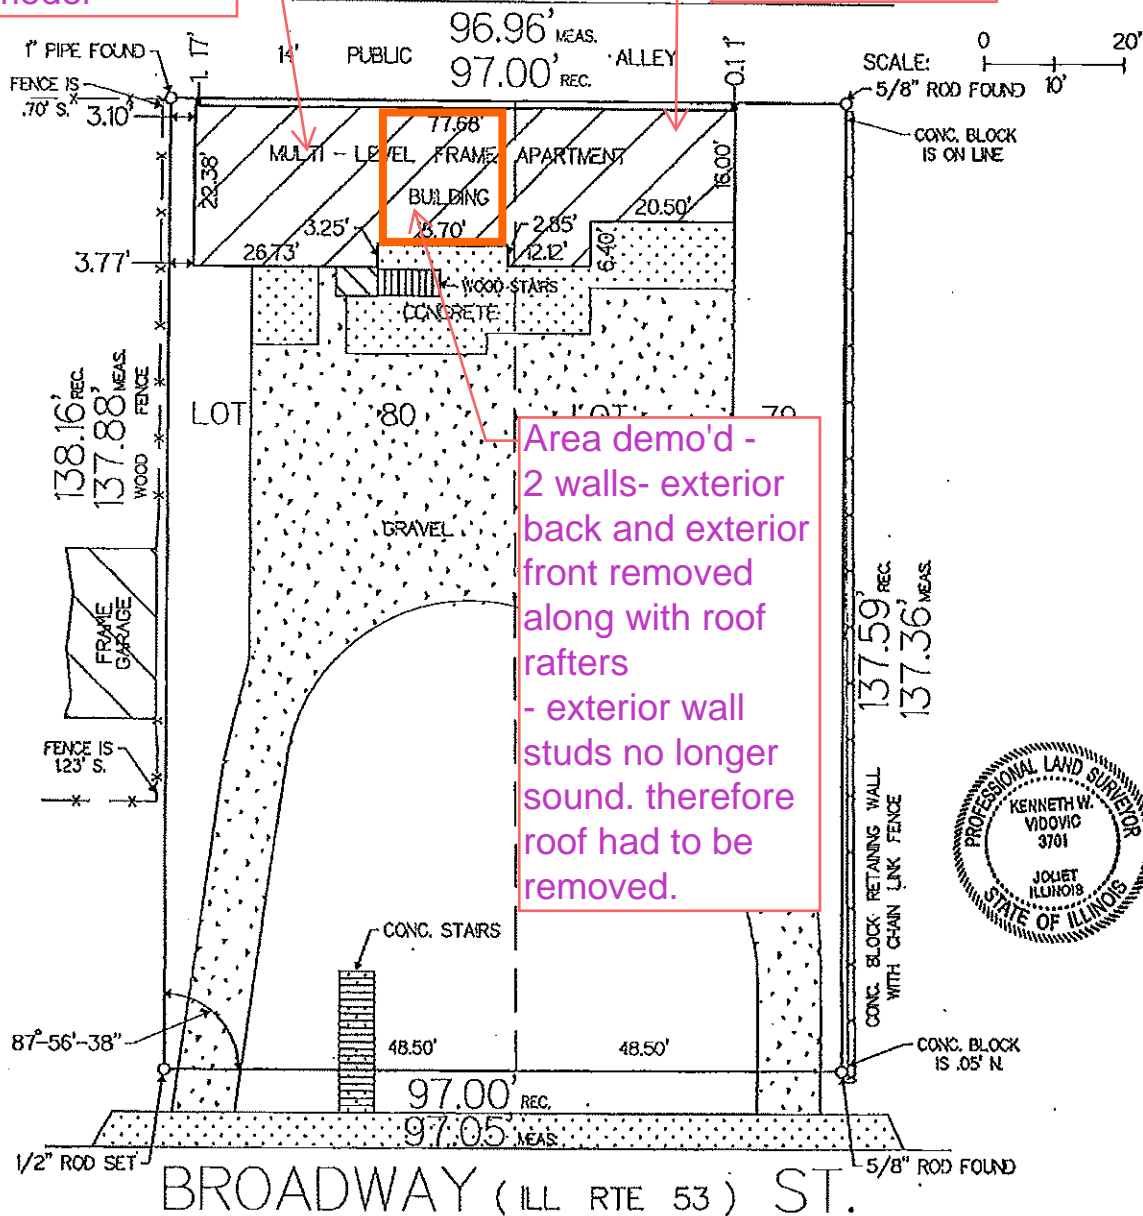 model
96.96' MEAS.
97.00' REC.
14' PUBLIC ALLEY
1" PIPE FOUND
1.17'
0.11'
SCALE:
0 20'
10'
FENCE IS
.70' S.
3.10'
5/8" ROD FOUND
CONC. BLOCK
IS ON LINE
77.68'
MULTI - LEVEL FRAME APARTMENT
BUILDING
22.38'
16.00'
20.50'
3.25'
2.85'
26.73'
12.12'
6.40'
3.77'
WOOD STAIRS
CONCRETE
138.16' REC.
137.88' MEAS.
WOOD FENCE
LOT 80 LOT 79
Area demo'd -
2 walls- exterior
back and exterior
front removed
along with roof
rafters
- exterior wall
studs no longer
sound. therefore
roof had to be
removed.
GRAVEL
FRAME
GARAGE
FENCE IS
1.23' S.
137.59' REC.
137.36' MEAS.
CONC. BLOCK RETAINING WALL
WITH CHAIN LINK FENCE
PROFESSIONAL LAND SURVEYOR
KENNETH W.
VIDOVIC
3701
JOLIET
ILLINOIS
STATE OF ILLINOIS
CONC. STAIRS
87°-56'-38"
48.50' 48.50'
CONC. BLOCK
IS .05' N.
97.00' REC.
97.05' MEAS.
1/2" ROD SET
5/8" ROD FOUND
BROADWAY (ILL RTE 53) ST.